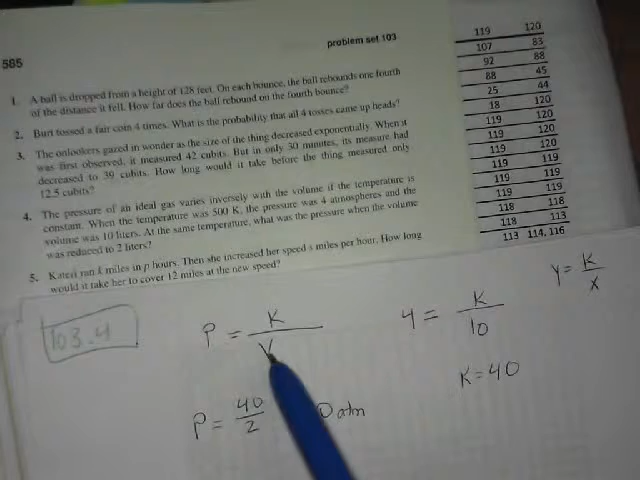 problem set 103
585
1. A ball is dropped from a height of 128 feet. On each bounce, the ball rebounds one fourth
of the distance it fell. How far does the ball rebound on the fourth bounce?
2. Burt tossed a fair coin 4 times. What is the probability that all 4 tosses came up heads?
3. The onlookers gazed in wonder as the size of the thing decreased exponentially. When it
was first observed, it measured 42 cubits. But in only 30 minutes, its measure had
decreased to 39 cubits. How long would it take before the thing measured only
12.5 cubits?
4. The pressure of an ideal gas varies inversely with the volume if the temperature is
constant. When the temperature was 500 K, the pressure was 4 atmospheres and the
volume was 10 liters. At the same temperature, what was the pressure when the volume
was reduced to 2 liters?
5. ran k miles in p hours. Then she increased her speed s miles per hour. How long
would it take her to cover 12 miles at the new speed?
119 120
107 83
92 88
88 45
25 44
18 120
119 120
119 120
119 120
119 119
119 119
119 119
118 118
118 113
113 114, 116
103.4
P = K / V
4 = K / 10
Y = K / X
K = 40
P = 40 / 2 0 atm